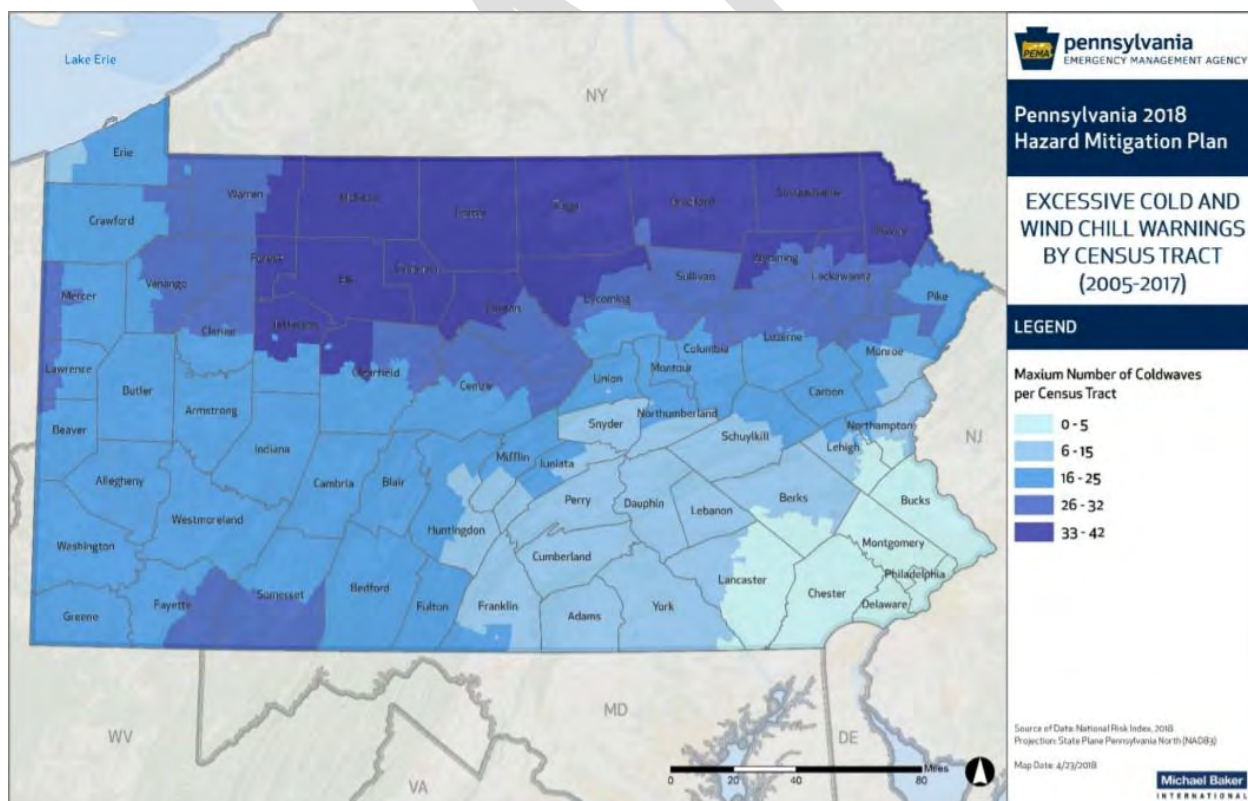 Lake Erie
NY
Erie
Warren
McKean
Potter
Tioga
Bradford
Susquehanna
Wayne
Crawford
Forest
Elk
Cameron
Wyoming
Sullivan
Lackawanna
Pike
Mercer
Venango
Clinton
Lycoming
Clarion
Jefferson
Lawrence
Clearfield
Centre
Columbia
Luzerne
Monroe
Butler
Union
Montour
Carbon
Armstrong
Beaver
Snyder
Northumberland
Northampton
Schuylkill
Lehigh
NJ
Indiana
Mifflin
Juniata
Allegheny
Cambria
Blair
Perry
Dauphin
Berks
Bucks
Westmoreland
Lebanon
Huntingdon
Washington
Cumberland
Montgomery
Lancaster
Philadelphia
Somerset
Bedford
Chester
Fayette
Fulton
Franklin
Delaware
Greene
Adams
York
WV
MD
DE
VA
Miles
0 20 40 80
PEMA
pennsylvania
EMERGENCY MANAGEMENT AGENCY
Pennsylvania 2018
Hazard Mitigation Plan
EXCESSIVE COLD AND
WIND CHILL WARNINGS
BY CENSUS TRACT
(2005-2017)
LEGEND
Maxium Number of Coldwaves
per Census Tract
0 - 5
6 - 15
16 - 25
26 - 32
33 - 42
Source of Data: National Risk Index, 2018
Projection: State Plane Pennsylvania North (NAD83)
Map Date: 4/23/2018
Michael Baker
INTERNATIONAL